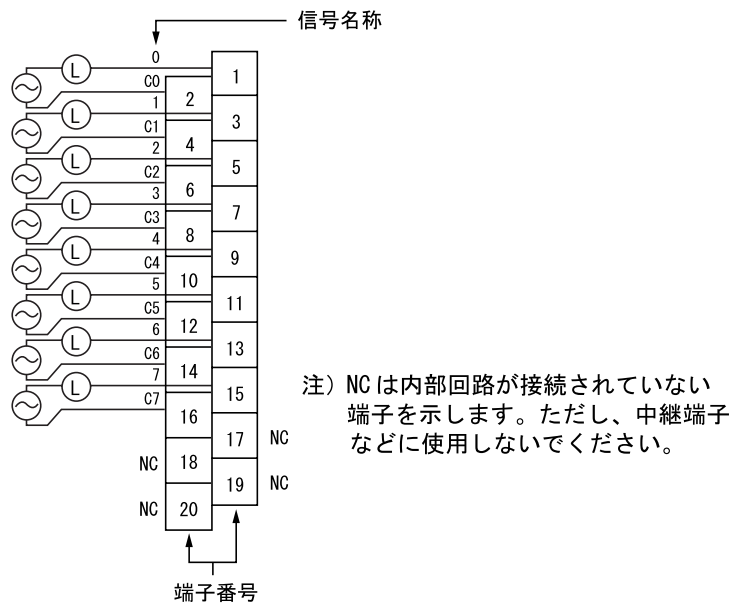 信号名称
0
L
1
C0
2
1
L
3
C1
4
2
L
5
C2
6
3
L
7
C3
8
4
L
9
C4
10
5
L
11
C5
12
6
L
13
C6
14
7
L
15
C7
16
17 NC
NC 18
19 NC
NC 20
注）NCは内部回路が接続されていない
端子を示します。ただし、中継端子
などに使用しないでください。
端子番号